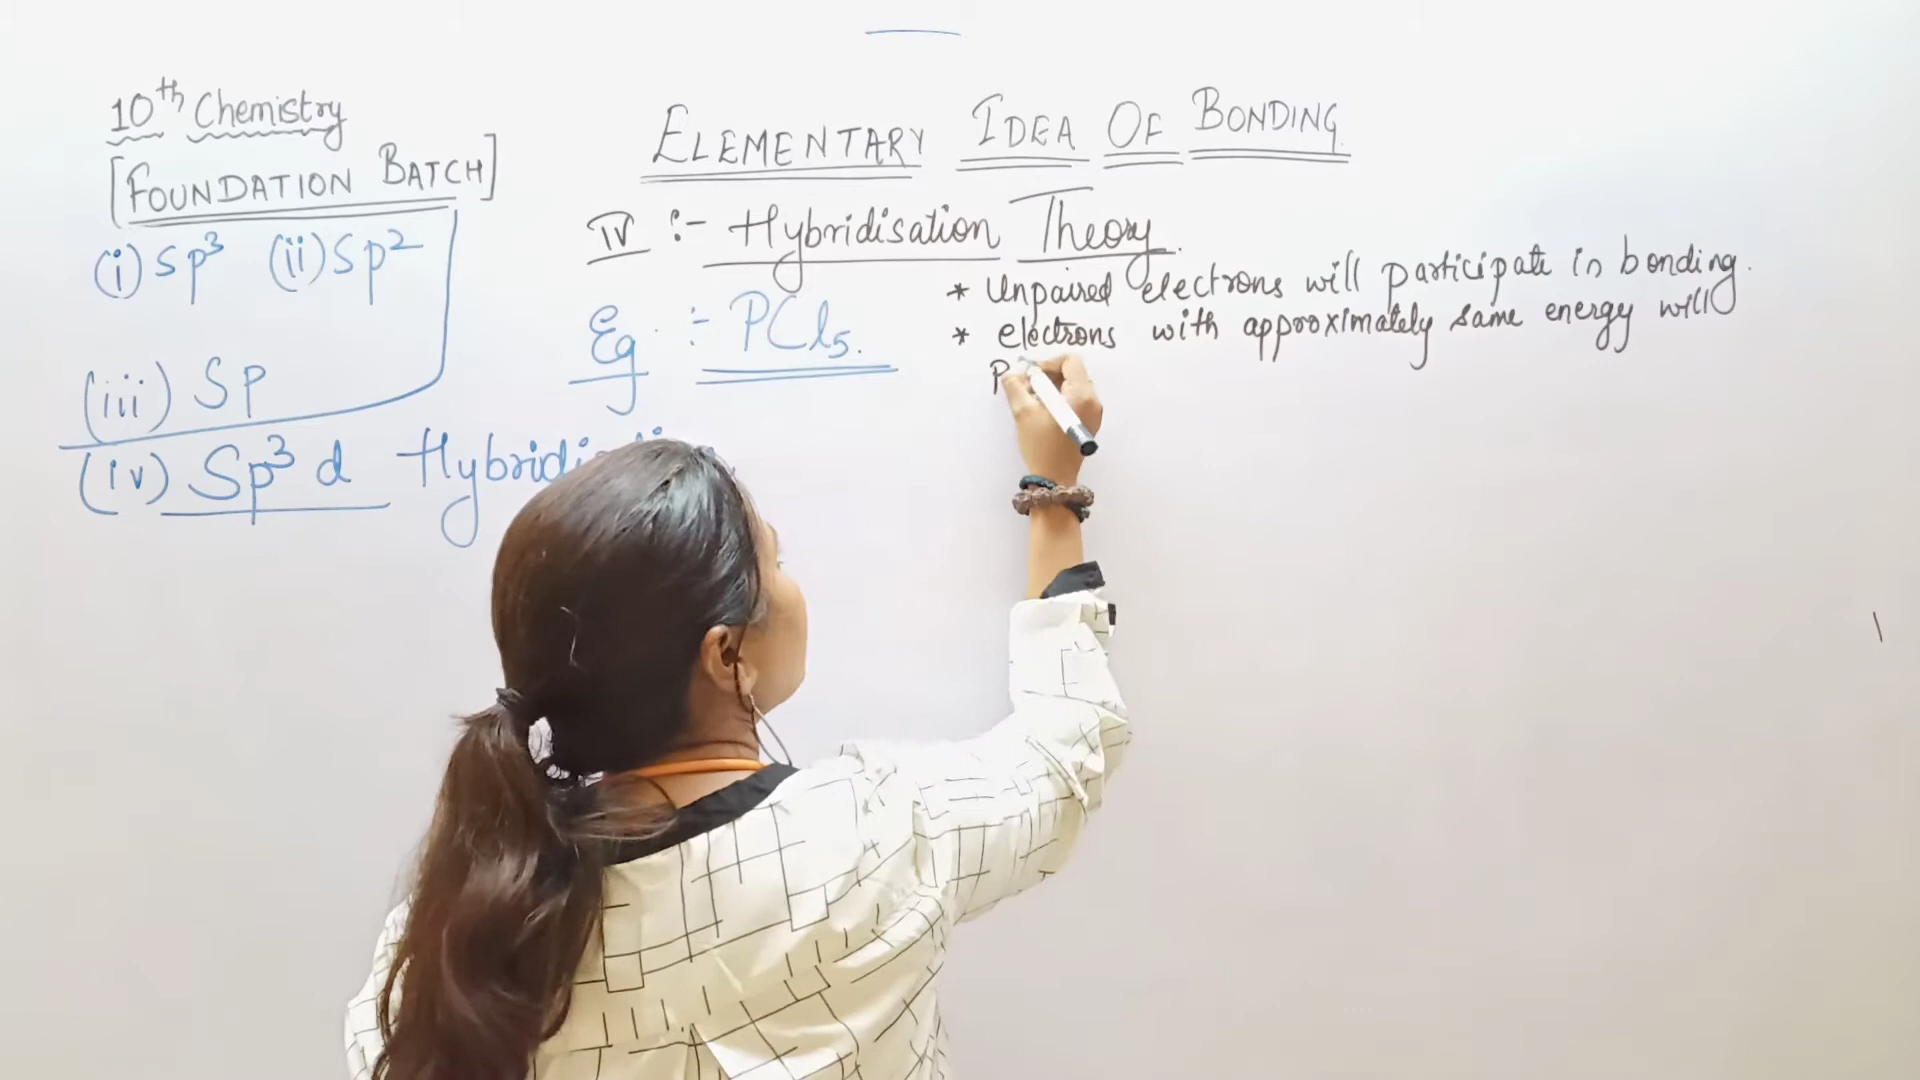 10th Chemistry
[FOUNDATION BATCH]
(i) Sp³ (ii) Sp²
(iii) Sp
(iv) Sp³ d
ELEMENTARY IDEA OF BONDING
IV :- Hybridisation Theory.
Eg :- PCl₅.
* Unpaired electrons will participate in bonding.
* electrons with approximately same energy will
P